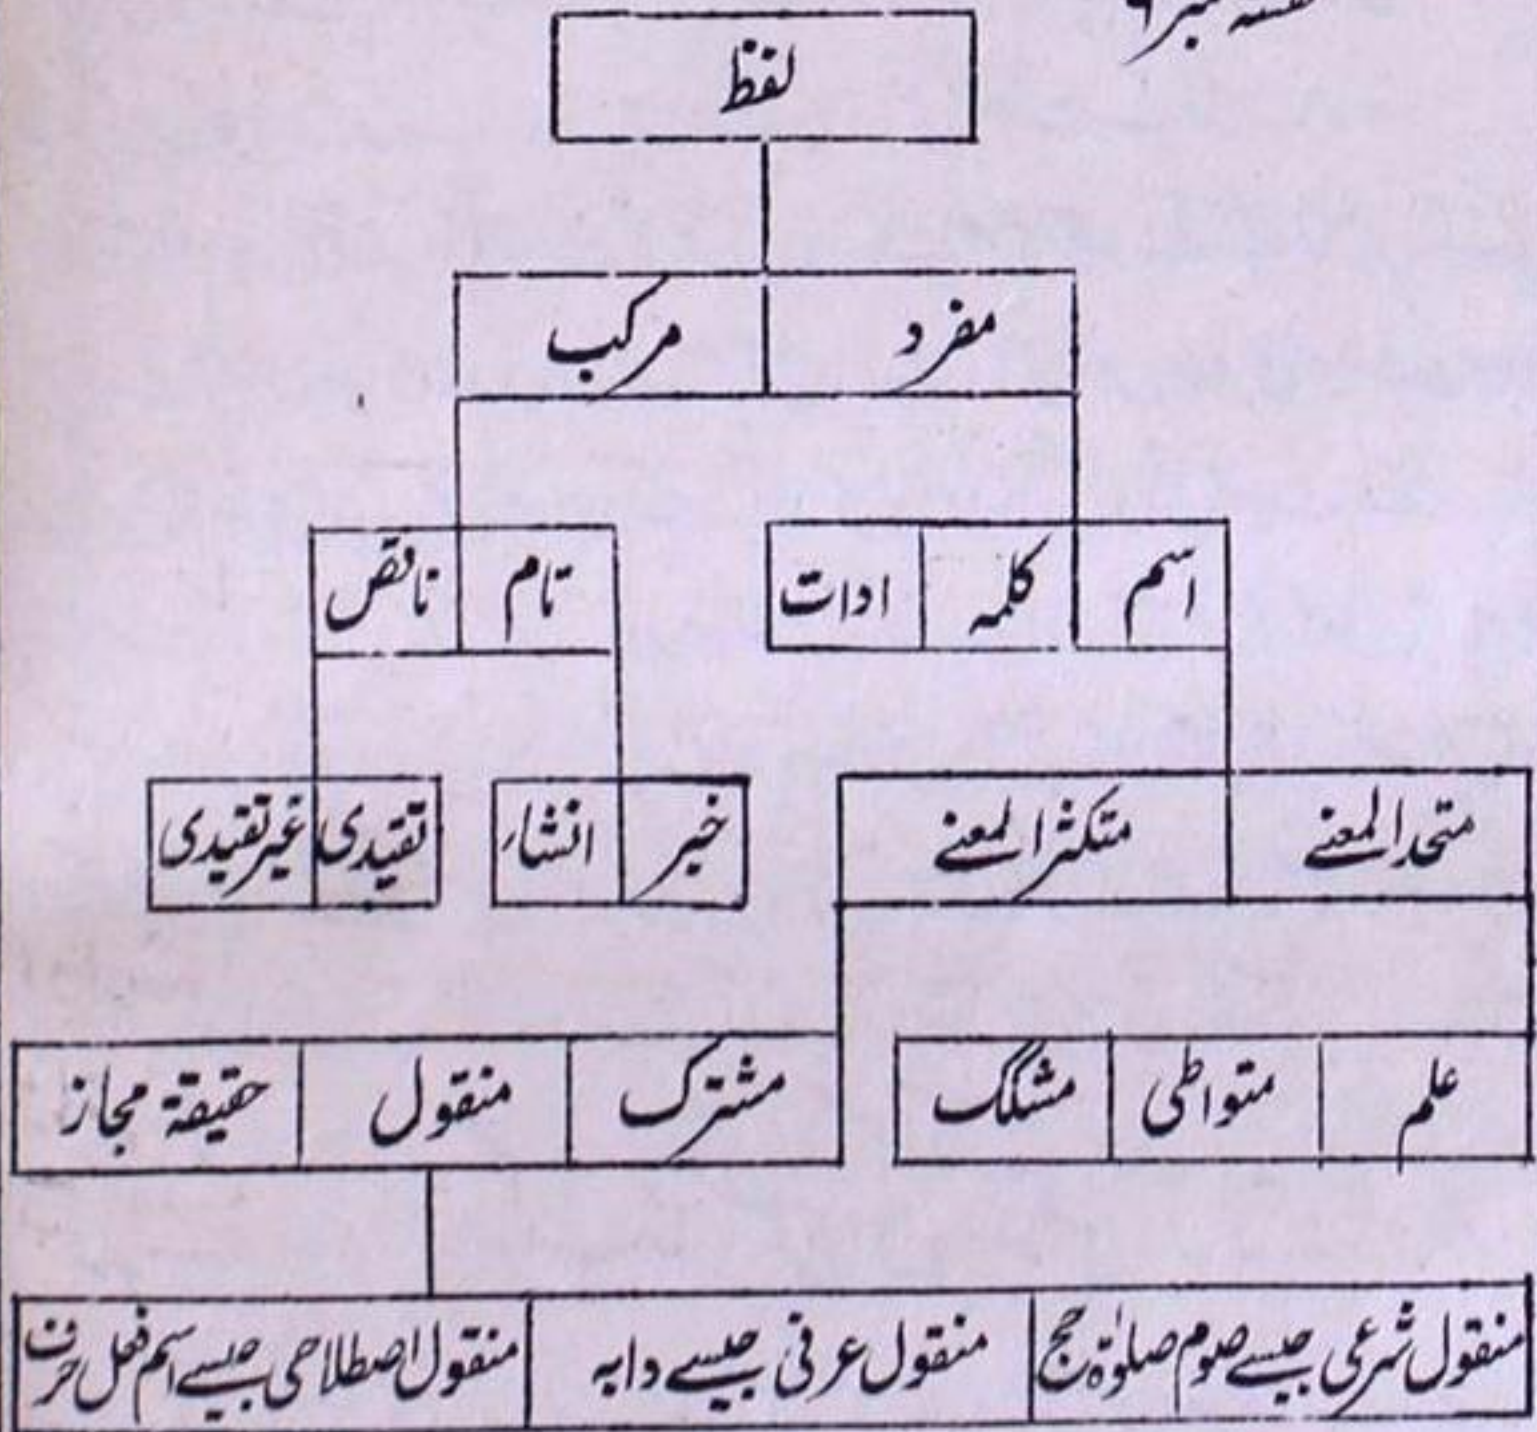 لفظ
مفرد مرکب
اسم کلمہ ادات تام ناقص
متحد المعنے متکثر المعنے خبر انشاء تقیدی غیر تقیدی
علم متواطی مشکک مشترک منقول حقیقۃ مجاز
منقول شرعی جیسے صوم صلوٰۃ حج منقول عرفی جیسے دابہ منقول اصطلاحی جیسے اسم فعل حرف